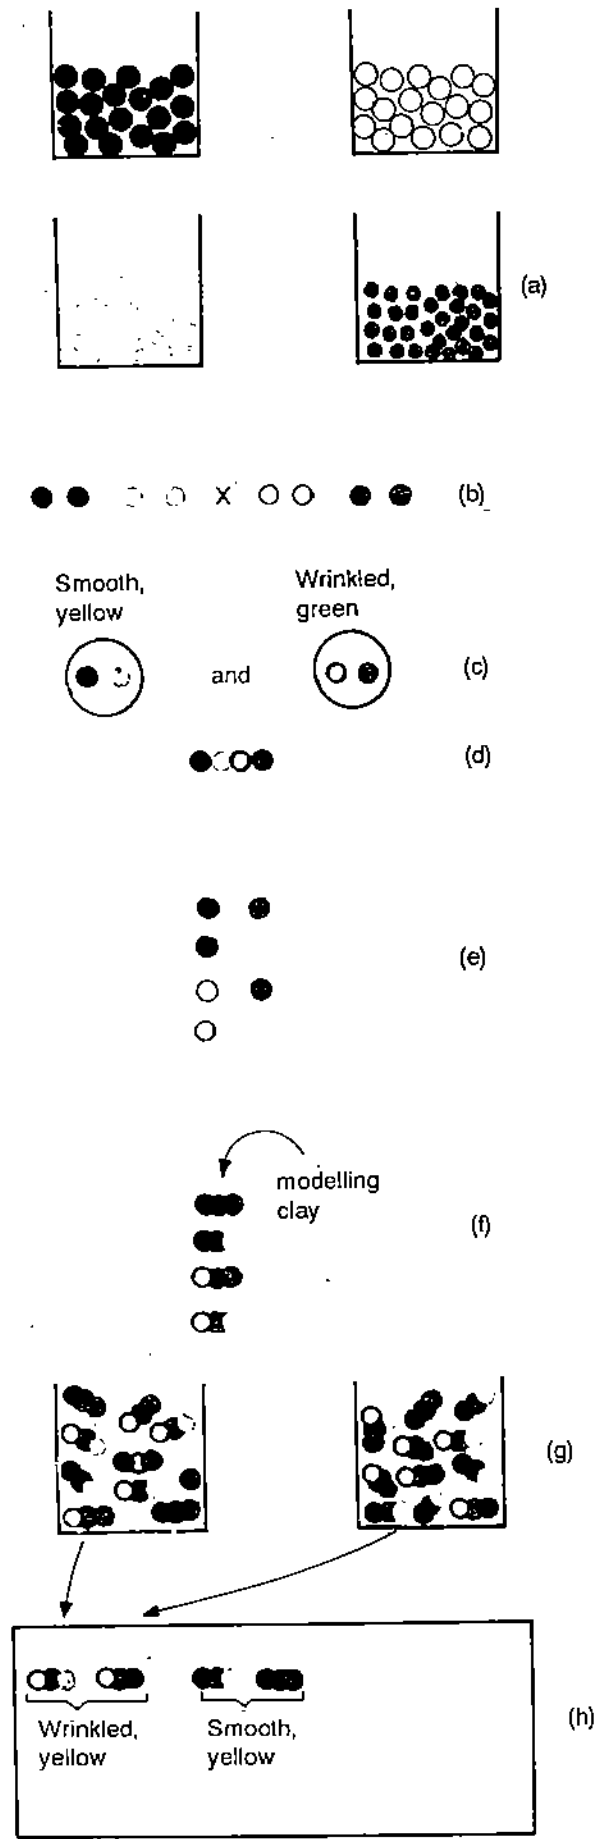 (a)
X
(b)
Smooth,
yellow
Wrinkled,
green
and
(c)
(d)
(e)
modelling
clay
(f)
(g)
Wrinkled,
yellow
Smooth,
yellow
(h)